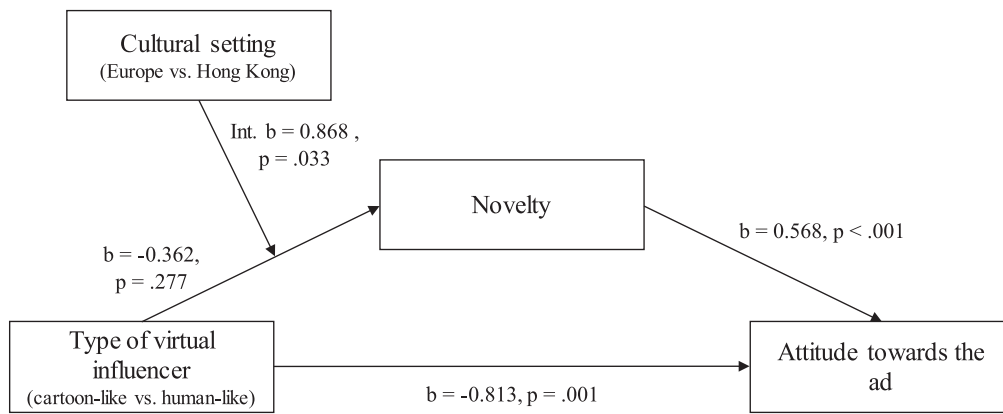 Cultural setting
(Europe vs. Hong Kong)
Int. b = 0.868 ,
p = .033
Novelty
b = 0.568, p < .001
b = -0.362,
p = .277
Type of virtual
influencer
(cartoon-like vs. human-like)
Attitude towards the
ad
b = -0.813, p = .001